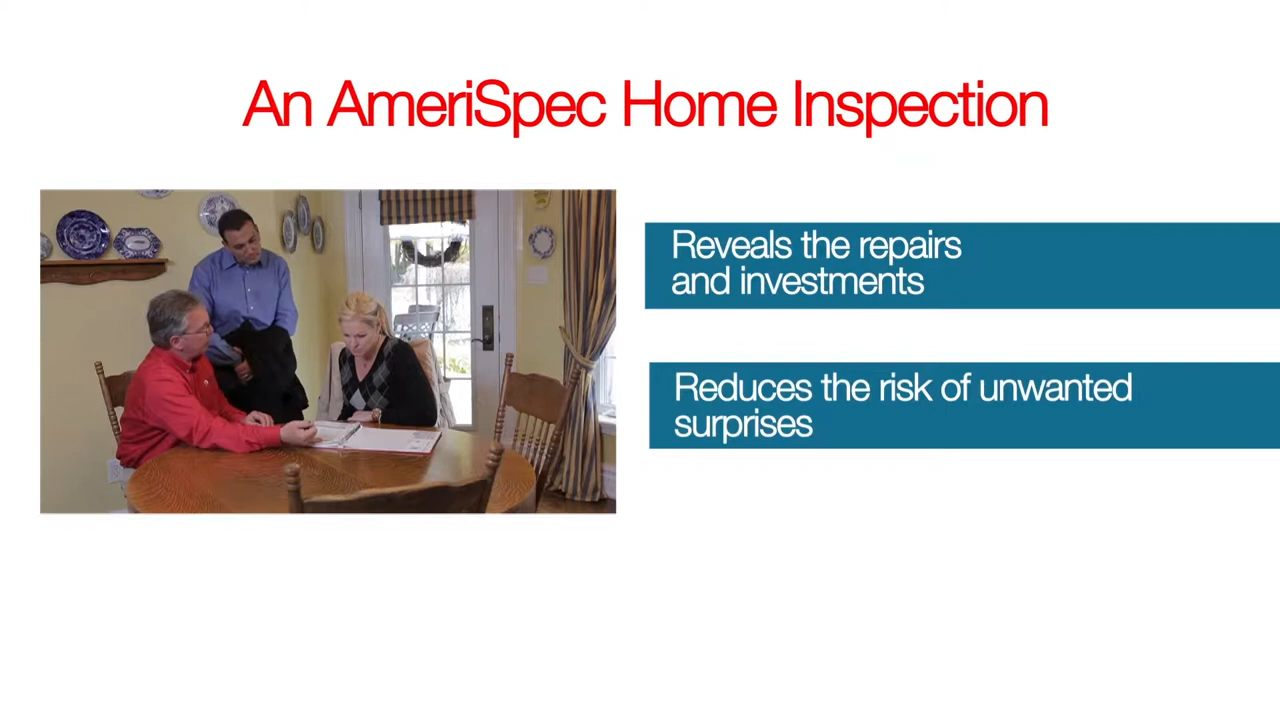 An AmeriSpec Home Inspection
Reveals the repairs
and investments
Reduces the risk of unwanted
surprises